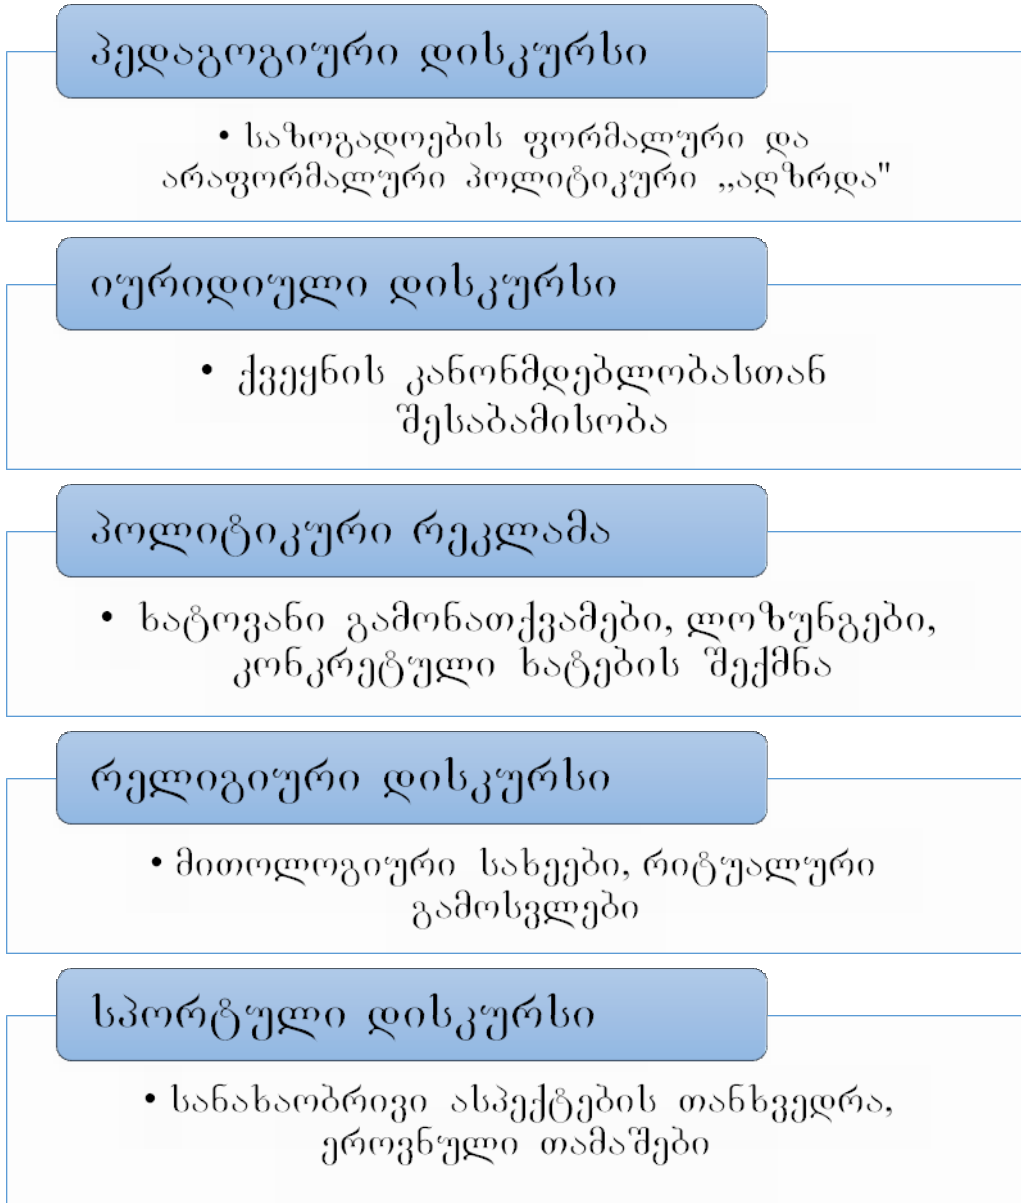 პედაგოგიური დისკურსი
• საზოგადოების ფორმალური და
არაფორმალური პოლიტიკური „აღზრდა"
იურიდიული დისკურსი
• ქვეყნის კანონმდებლობასთან
შესაბამისობა
პოლიტიკური რეკლამა
• ხატოვანი გამონათქვამები, ლოზუნგები,
კონკრეტული ხატების შექმნა
რელიგიური დისკურსი
• მითოლოგიური სახეები, რიტუალური
გამოსვლები
სპორტული დისკურსი
• სანახაობრივი ასპექტების თანხვედრა,
ეროვნული თამაშები